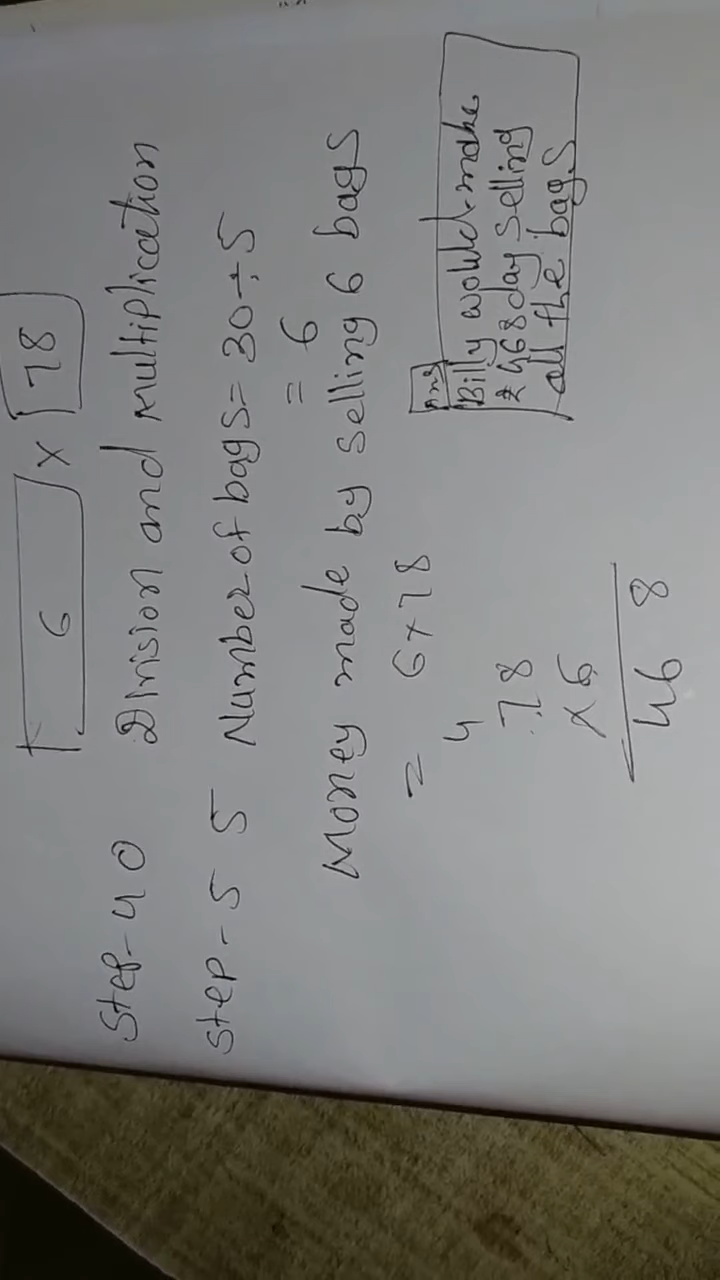 6 × 78
Step-4 O Division and multiplication
Step-5 S Number of bags = 30÷5
= 6
Money made by selling 6 bags
= 6×78
4
78
×6
468
Ans
Billy would make
₹ 468 day selling
all the bags